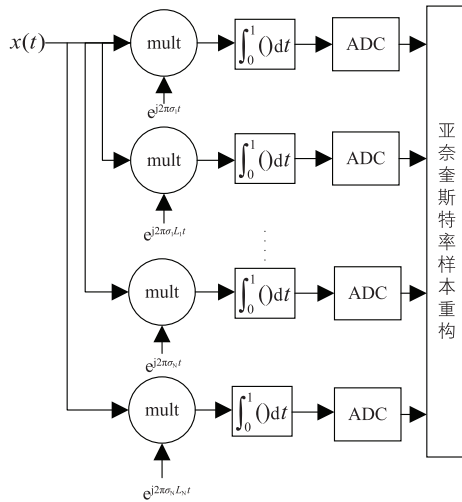 x(t) mult ∫₀¹()dt ADC
e^{j2πσ₁t}
mult ∫₀¹()dt ADC
e^{j2πσ₁L₁t}
mult ∫₀¹()dt ADC
e^{j2πσ_N t}
mult ∫₀¹()dt ADC
e^{j2πσ_N L_N t}
亚奈奎斯特率样本重构